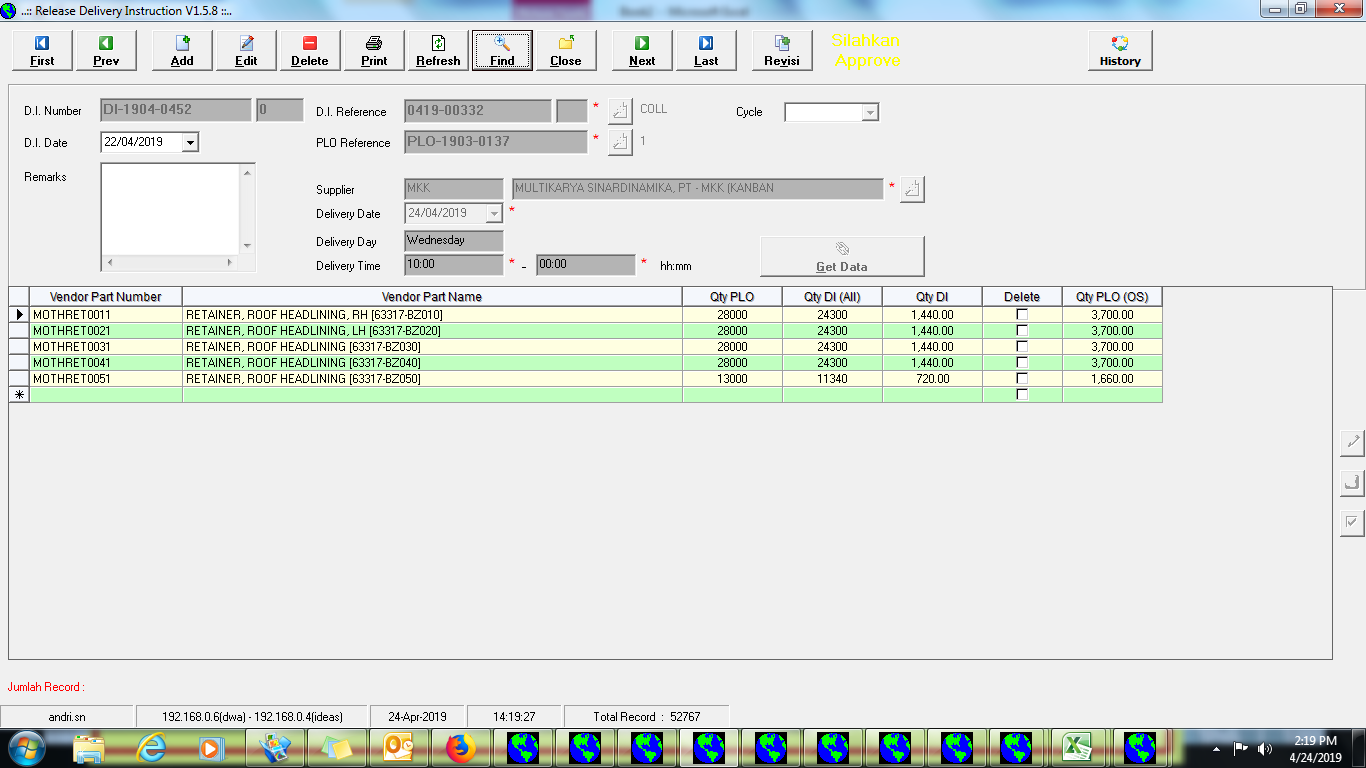 ..:: Release Delivery Instruction V1.5.8 ::..
First Prev Add Edit Delete Print Refresh Find Close Next Last Revisi Silahkan Approve History
D.I. Number DI-1904-0452 0 D.I. Reference 0419-00332 * COLL Cycle
D.I. Date 22/04/2019 PLO Reference PLO-1903-0137 * 1
Remarks
Supplier MKK MULTIKARYA SINARDINAMIKA, PT - MKK (KANBAN *
Delivery Date 24/04/2019 *
Delivery Day Wednesday
Delivery Time 10:00 * - 00:00 * hh:mm Get Data
Vendor Part Number Vendor Part Name Qty PLO Qty DI (All) Qty DI Delete Qty PLO (OS)
MOTHRET0011 RETAINER, ROOF HEADLINING, RH [63317-BZ010] 28000 24300 1,440.00 3,700.00
MOTHRET0021 RETAINER, ROOF HEADLINING, LH [63317-BZ020] 28000 24300 1,440.00 3,700.00
MOTHRET0031 RETAINER, ROOF HEADLINING [63317-BZ030] 28000 24300 1,440.00 3,700.00
MOTHRET0041 RETAINER, ROOF HEADLINING [63317-BZ040] 28000 24300 1,440.00 3,700.00
MOTHRET0051 RETAINER, ROOF HEADLINING [63317-BZ050] 13000 11340 720.00 1,660.00
Jumlah Record :
andri.sn 192.168.0.6(dwa) - 192.168.0.4(ideas) 24-Apr-2019 14:19:27 Total Record : 52767
2:19 PM
4/24/2019